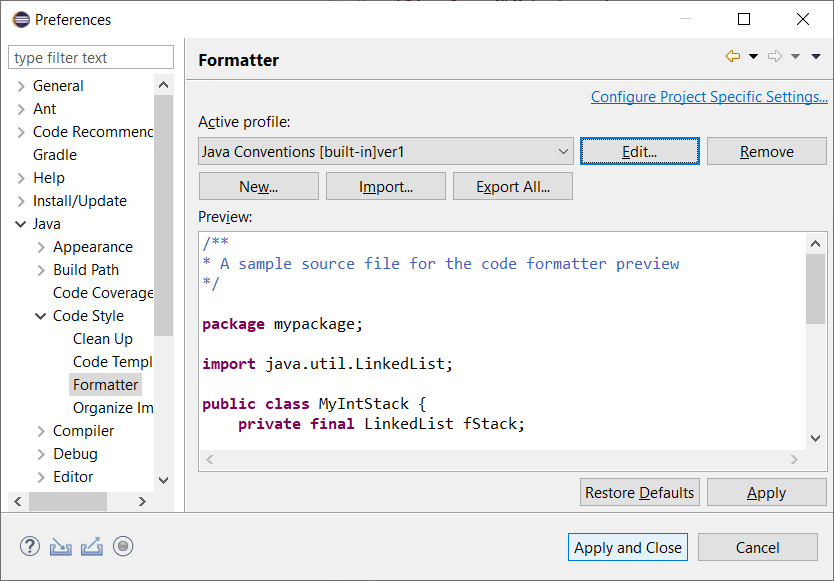 Preferences
type filter text
General
Ant
Code Recommenc
Gradle
Help
Install/Update
Java
Appearance
Build Path
Code Coverage
Code Style
Clean Up
Code Templ
Formatter
Organize Im
Compiler
Debug
Editor
Formatter
Configure Project Specific Settings...
Active profile:
Java Conventions [built-in]ver1
Edit...
Remove
New...
Import...
Export All...
Preview:
/**
* A sample source file for the code formatter preview
*/
package mypackage;
import java.util.LinkedList;
public class MyIntStack {
private final LinkedList fStack;
Restore Defaults
Apply
?
Apply and Close
Cancel